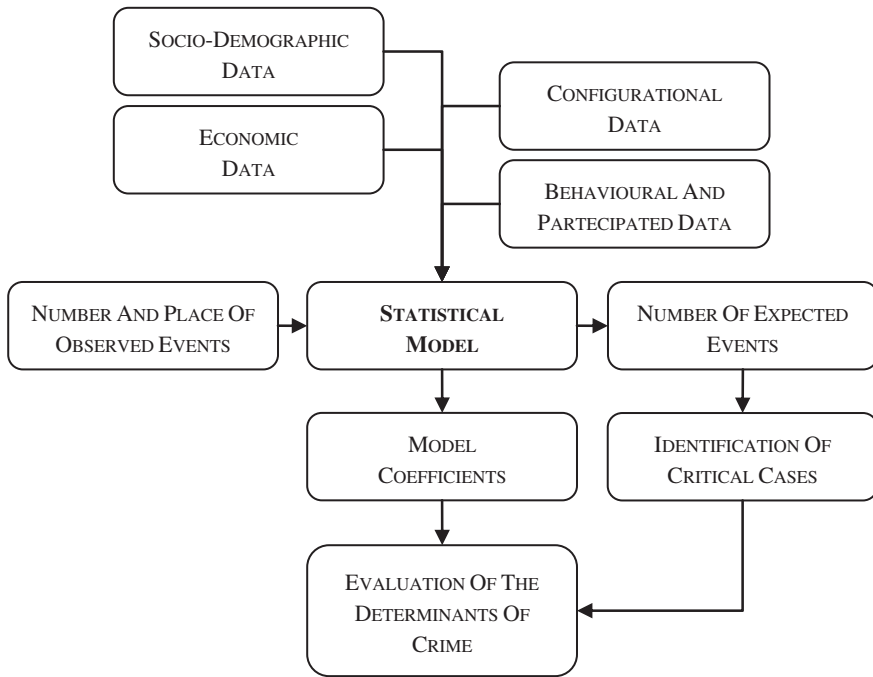 Socio-Demographic
Data
Configurational
Data
Economic
Data
Behavioural And
Partecipated Data
Number And Place Of
Observed Events
Statistical
Model
Number Of Expected
Events
Model
Coefficients
Identification Of
Critical Cases
Evaluation Of The
Determinants Of
Crime